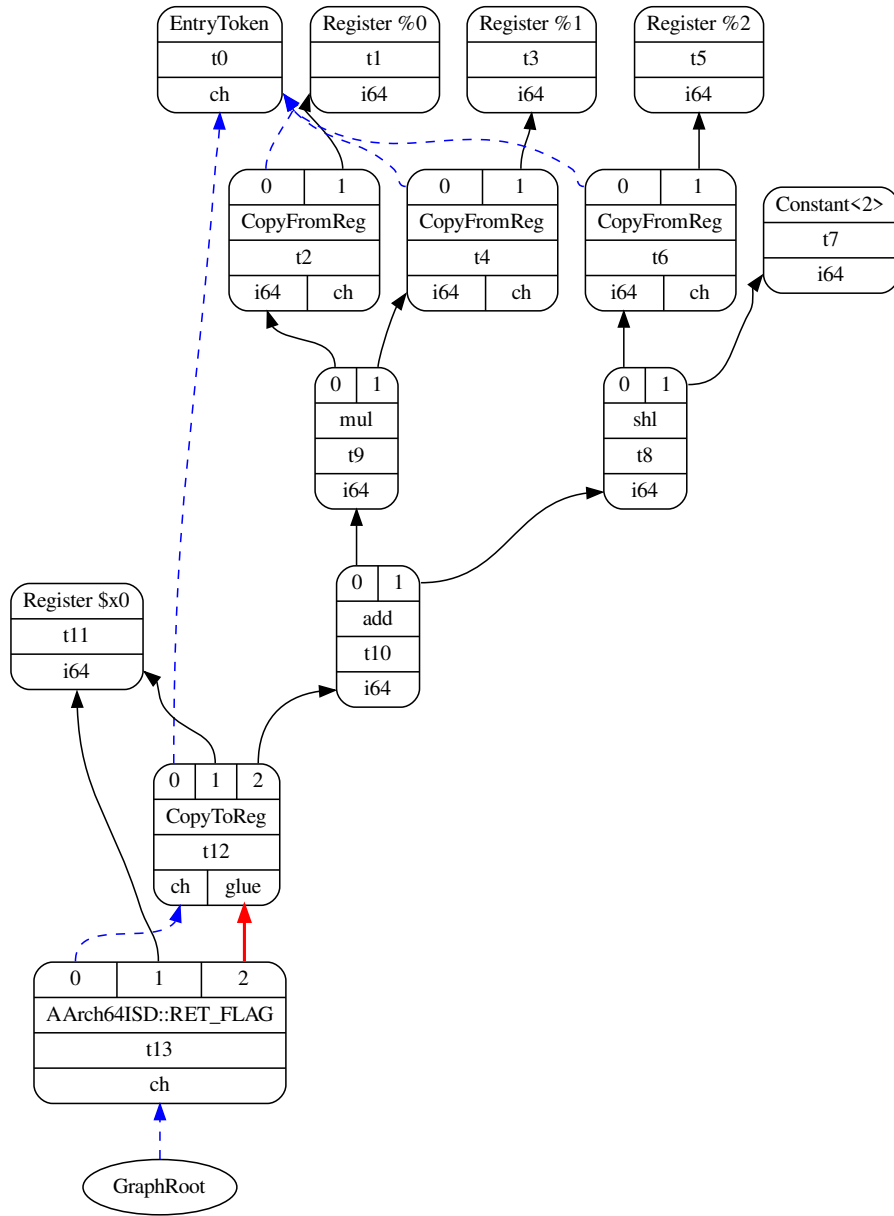 EntryToken
t0
ch
Register %0
t1
i64
Register %1
t3
i64
Register %2
t5
i64
0 1
CopyFromReg
t2
i64 ch
0 1
CopyFromReg
t4
i64 ch
0 1
CopyFromReg
t6
i64 ch
Constant<2>
t7
i64
0 1
mul
t9
i64
0 1
shl
t8
i64
0 1
add
t10
i64
Register $x0
t11
i64
0 1 2
CopyToReg
t12
ch glue
0 1 2
AArch64ISD::RET_FLAG
t13
ch
GraphRoot